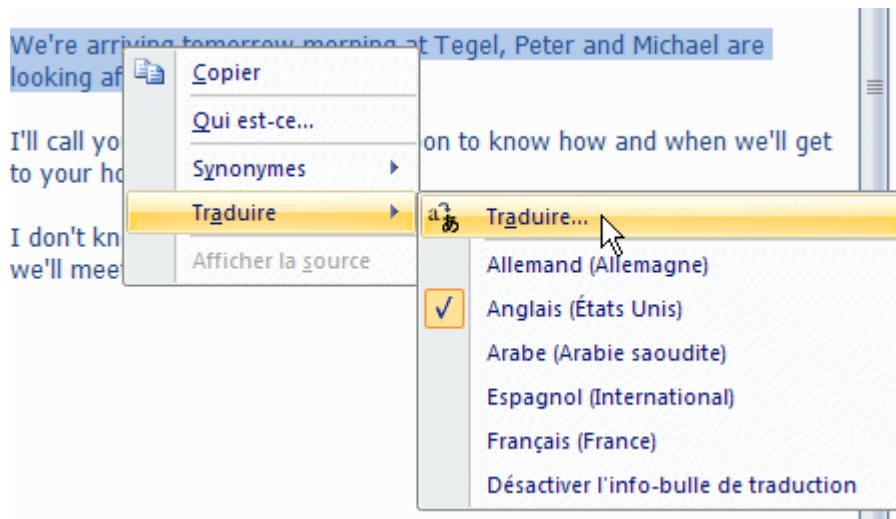 We're arriving tomorrow morning at Tegel, Peter and Michael are
looking af
I'll call yo on to know how and when we'll get
to your ho
I don't kn
we'll mee
Copier
Qui est-ce...
Synonymes
Traduire
Afficher la source
Traduire...
Allemand (Allemagne)
Anglais (États Unis)
Arabe (Arabie saoudite)
Espagnol (International)
Français (France)
Désactiver l'info-bulle de traduction